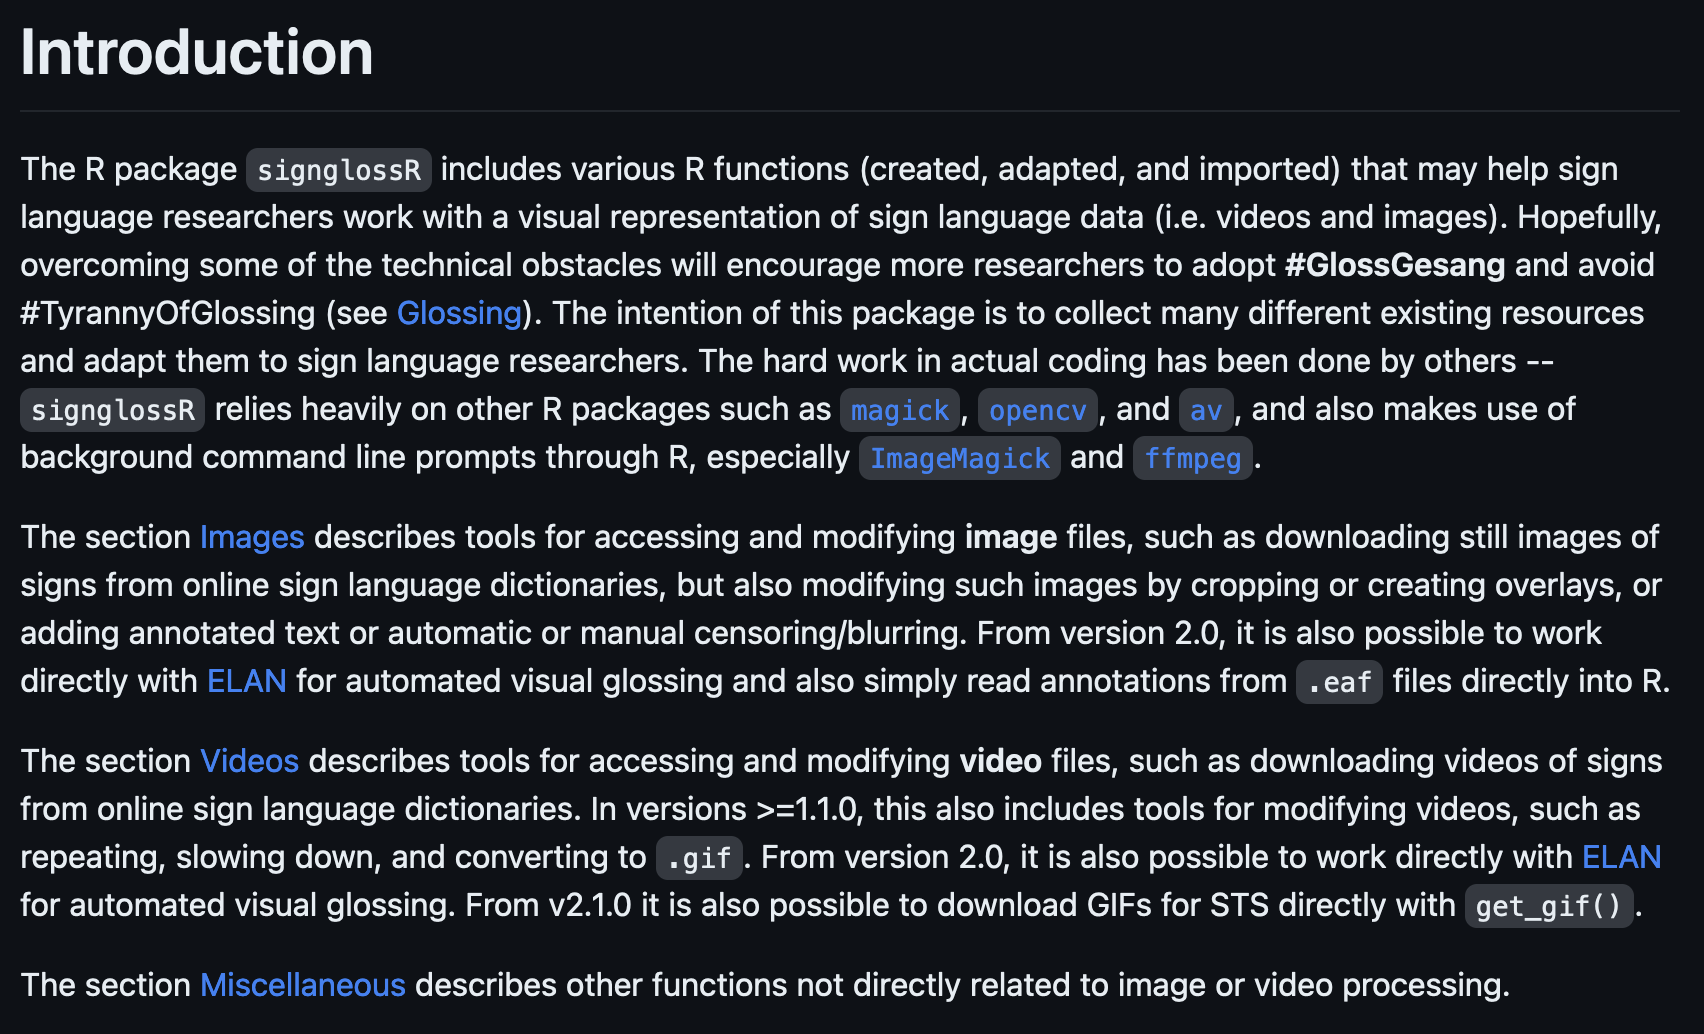 Introduction
The R package signglossR includes various R functions (created, adapted, and imported) that may help sign
language researchers work with a visual representation of sign language data (i.e. videos and images). Hopefully,
overcoming some of the technical obstacles will encourage more researchers to adopt #GlossGesang and avoid
#TyrannyOfGlossing (see Glossing). The intention of this package is to collect many different existing resources
and adapt them to sign language researchers. The hard work in actual coding has been done by others --
signglossR relies heavily on other R packages such as magick, opencv, and av, and also makes use of
background command line prompts through R, especially ImageMagick and ffmpeg.
The section Images describes tools for accessing and modifying image files, such as downloading still images of
signs from online sign language dictionaries, but also modifying such images by cropping or creating overlays, or
adding annotated text or automatic or manual censoring/blurring. From version 2.0, it is also possible to work
directly with ELAN for automated visual glossing and also simply read annotations from .eaf files directly into R.
The section Videos describes tools for accessing and modifying video files, such as downloading videos of signs
from online sign language dictionaries. In versions >=1.1.0, this also includes tools for modifying videos, such as
repeating, slowing down, and converting to .gif. From version 2.0, it is also possible to work directly with ELAN
for automated visual glossing. From v2.1.0 it is also possible to download GIFs for STS directly with get_gif().
The section Miscellaneous describes other functions not directly related to image or video processing.